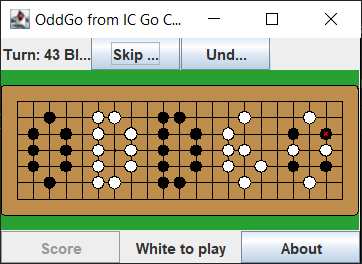 OddGo from IC Go C...
Turn: 43 Bl... Skip ... Und...
Score White to play About